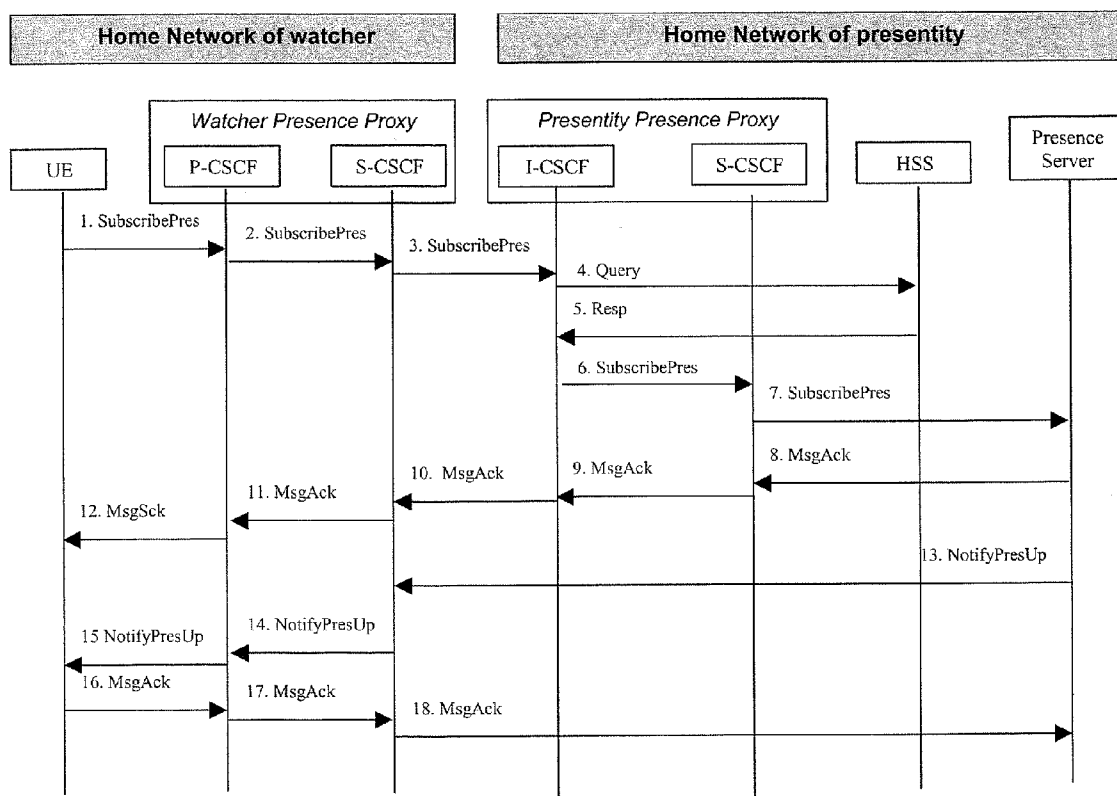 Home Network of watcher
Home Network of presentity
Watcher Presence Proxy
Presentity Presence Proxy
UE
P-CSCF
S-CSCF
I-CSCF
S-CSCF
HSS
Presence
Server
1. SubscribePres
2. SubscribePres
3. SubscribePres
4. Query
5. Resp
6. SubscribePres
7. SubscribePres
8. MsgAck
9. MsgAck
10. MsgAck
11. MsgAck
12. MsgSck
13. NotifyPresUp
14. NotifyPresUp
15 NotifyPresUp
16. MsgAck
17. MsgAck
18. MsgAck